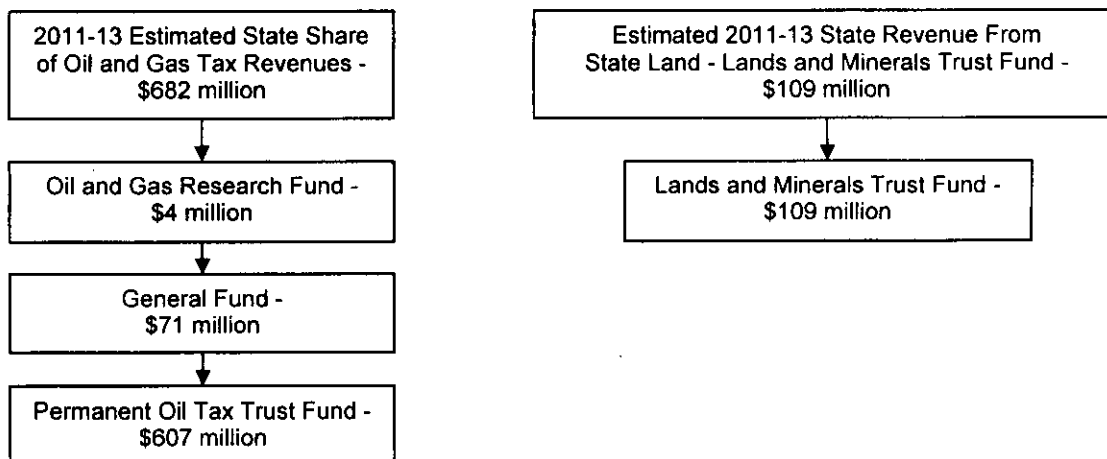 2011-13 Estimated State Share
of Oil and Gas Tax Revenues -
$682 million
Oil and Gas Research Fund -
$4 million
General Fund -
$71 million
Permanent Oil Tax Trust Fund -
$607 million
Estimated 2011-13 State Revenue From
State Land - Lands and Minerals Trust Fund -
$109 million
Lands and Minerals Trust Fund -
$109 million